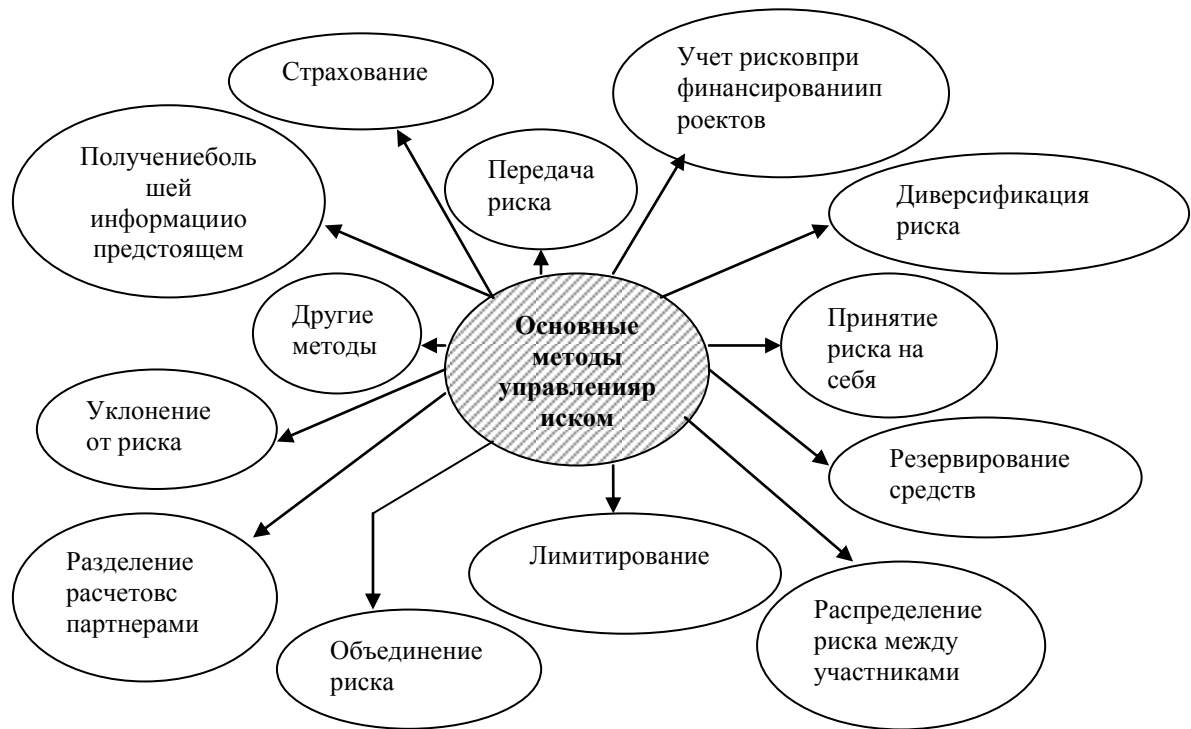 Страхование
Учет рисковпри
финансированиип
роектов
Получениеболь
шей
информациио
предстоящем
Передача
риска
Диверсификация
риска
Другие
методы
Основные
методы
управленияр
иском
Принятие
риска на
себя
Уклонение
от риска
Резервирование
средств
Разделение
расчетовс
партнерами
Лимитирование
Объединение
риска
Распределение
риска между
участниками